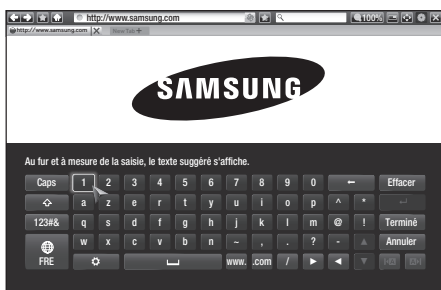 http://www.samsung.com 100%
http://www.samsung.com New Tab
SAMSUNG
Au fur et à mesure de la saisie, le texte suggéré s'affiche.
Caps 1 2 3 4 5 6 7 8 9 0 ← Effacer
a z e r t y u i o p ^ *
123#& q s d f g h j k l m @ ! Terminé
FRE w x c v b n ~ , . ? - ▲ Annuler
www. .com / ► ◄ ▼